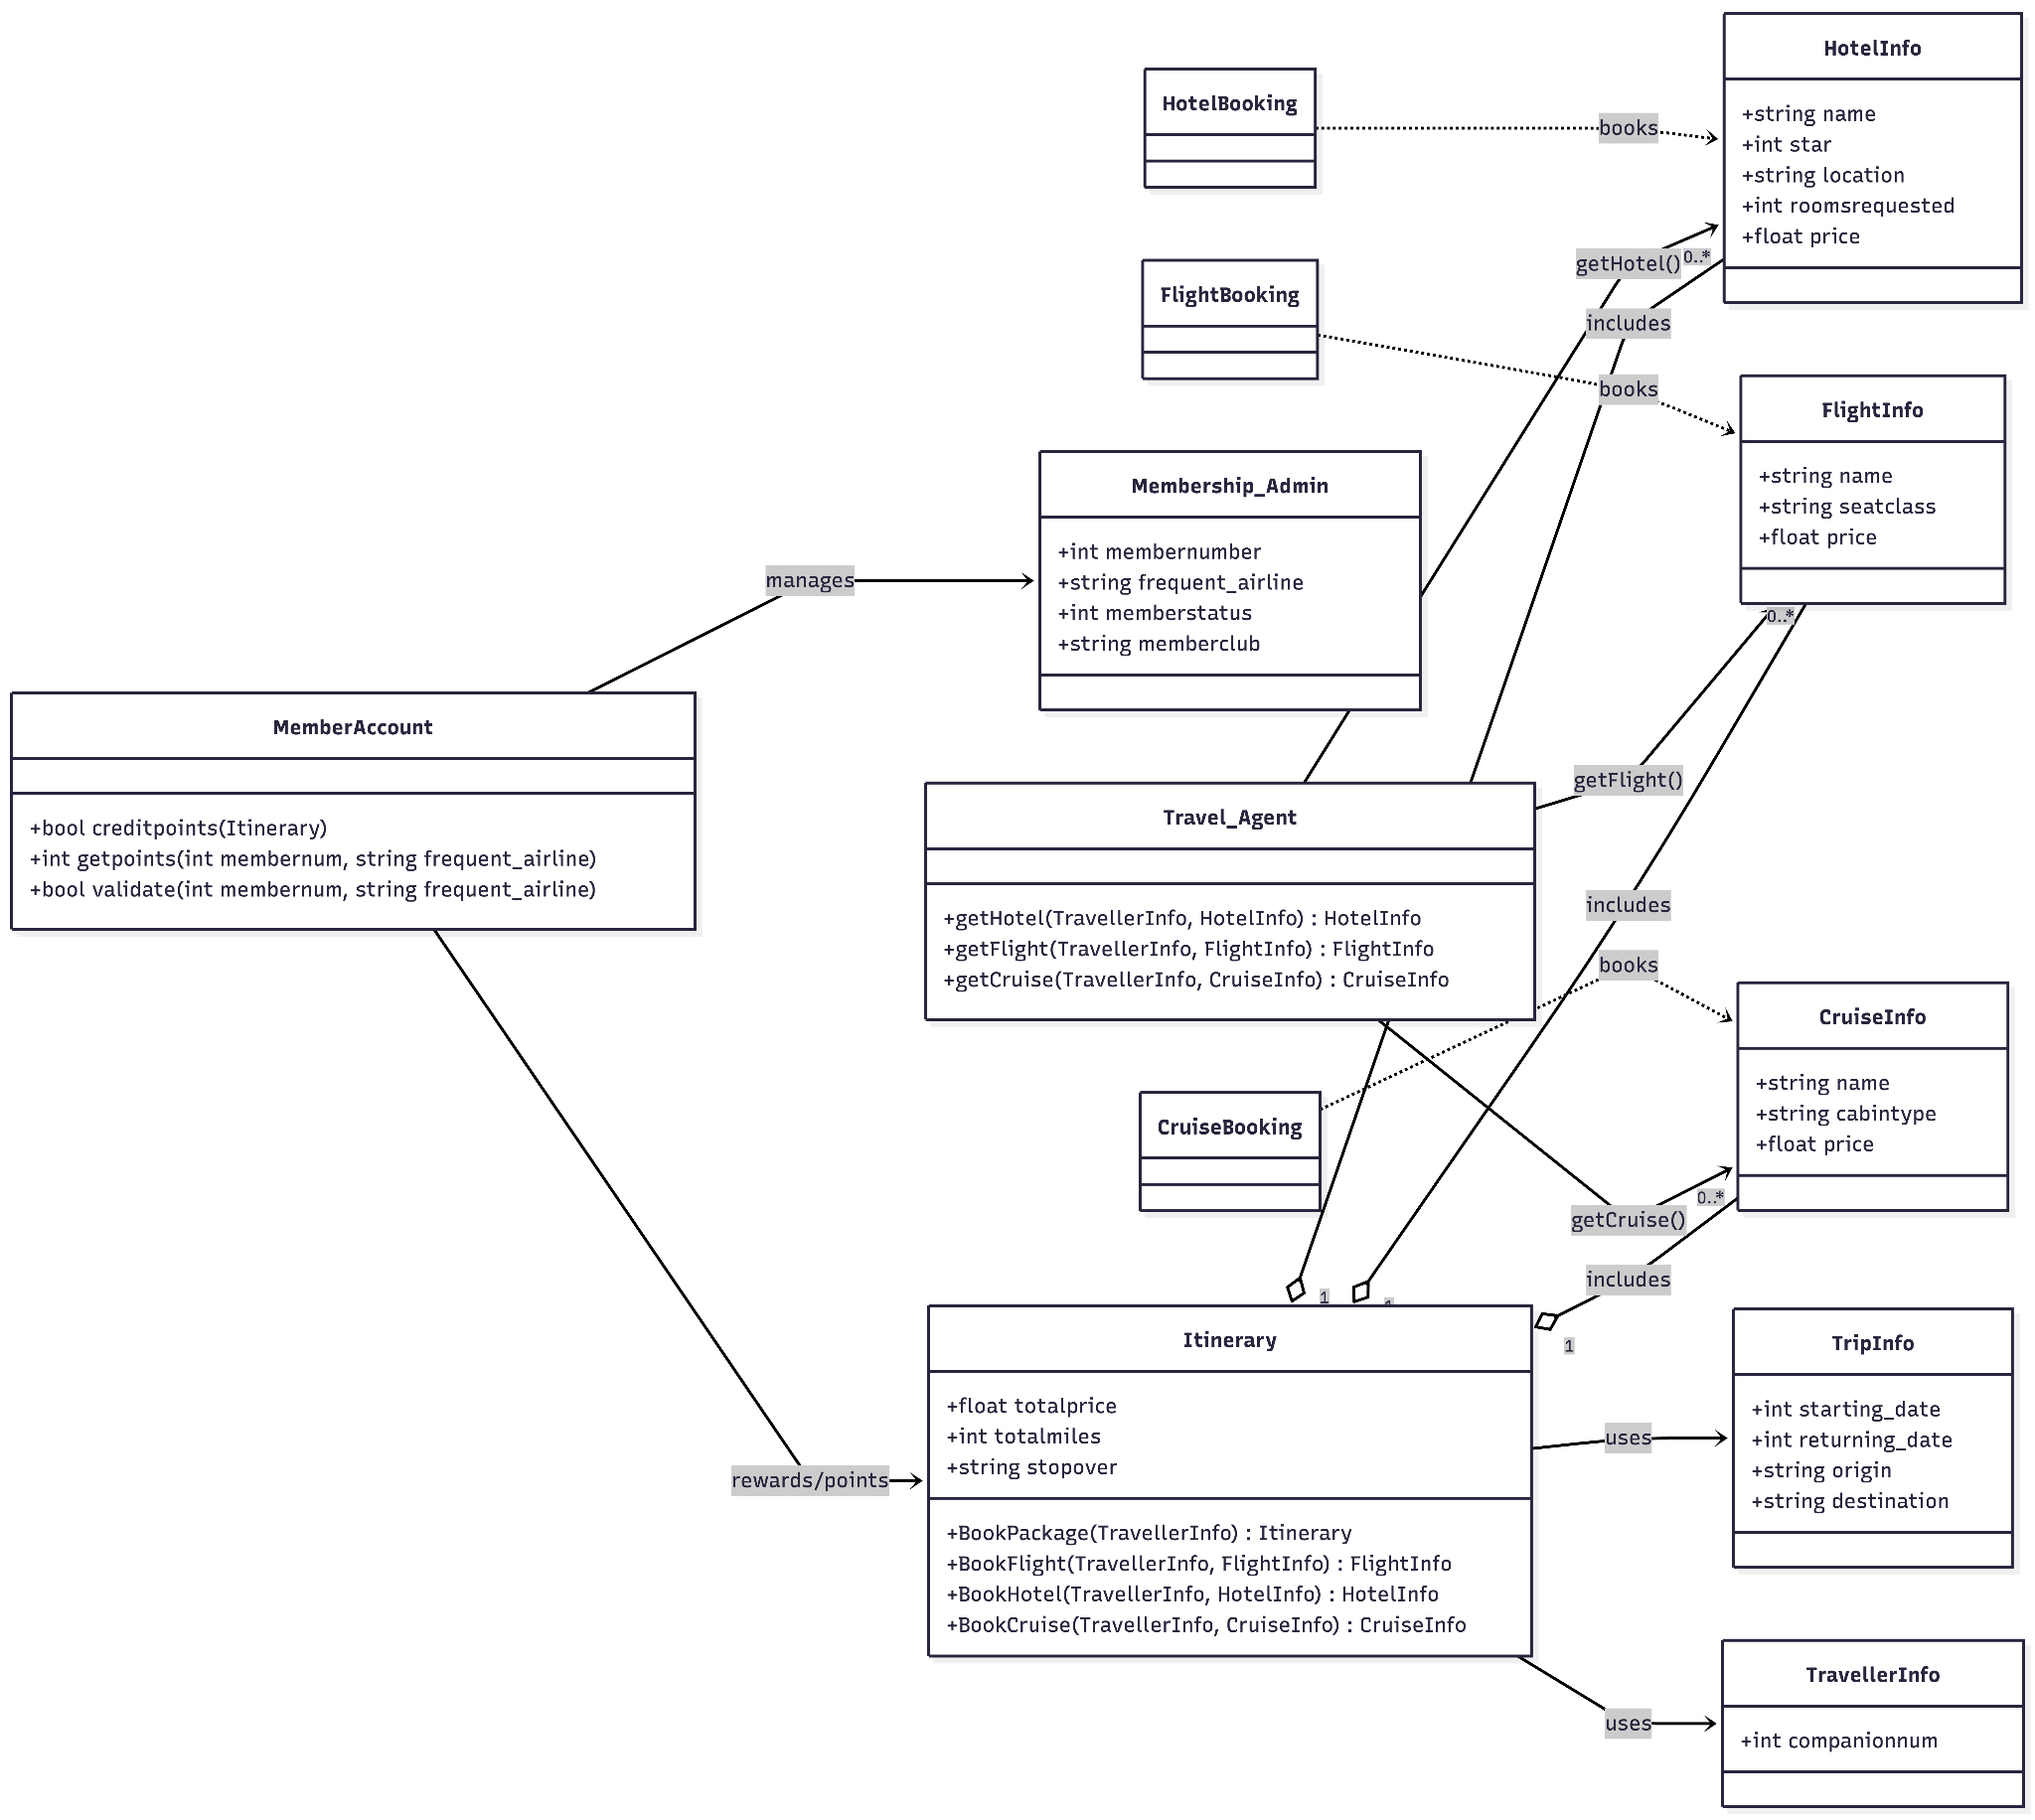 HotelInfo
+string name
+int star
+string location
+int roomsrequested
+float price
HotelBooking
books
getHotel()
0..*
includes
FlightBooking
books
FlightInfo
+string name
+string seatclass
+float price
0..*
Membership_Admin
+int membernumber
+string frequent_airline
+int memberstatus
+string memberclub
manages
MemberAccount
+bool creditpoints(Itinerary)
+int getpoints(int membernum, string frequent_airline)
+bool validate(int membernum, string frequent_airline)
Travel_Agent
+getHotel(TravellerInfo, HotelInfo) : HotelInfo
+getFlight(TravellerInfo, FlightInfo) : FlightInfo
+getCruise(TravellerInfo, CruiseInfo) : CruiseInfo
getFlight()
includes
books
CruiseInfo
+string name
+string cabintype
+float price
CruiseBooking
0..*
getCruise()
includes
1
1
1
Itinerary
+float totalprice
+int totalmiles
+string stopover
+BookPackage(TravellerInfo) : Itinerary
+BookFlight(TravellerInfo, FlightInfo) : FlightInfo
+BookHotel(TravellerInfo, HotelInfo) : HotelInfo
+BookCruise(TravellerInfo, CruiseInfo) : CruiseInfo
rewards/points
uses
TripInfo
+int starting_date
+int returning_date
+string origin
+string destination
uses
TravellerInfo
+int companionnum